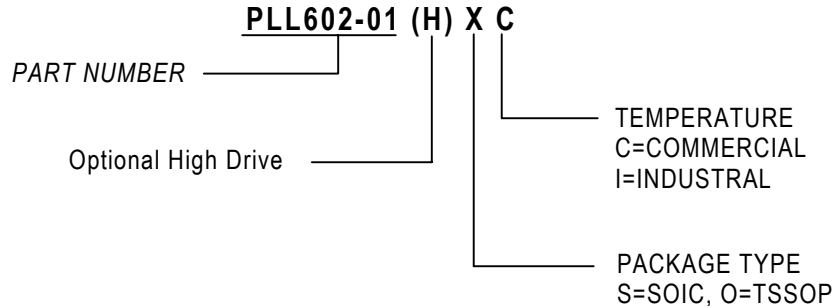 PLL602-01 (H) X C
PART NUMBER
Optional High Drive
TEMPERATURE
C=COMMERCIAL
I=INDUSTRAL
PACKAGE TYPE
S=SOIC, O=TSSOP